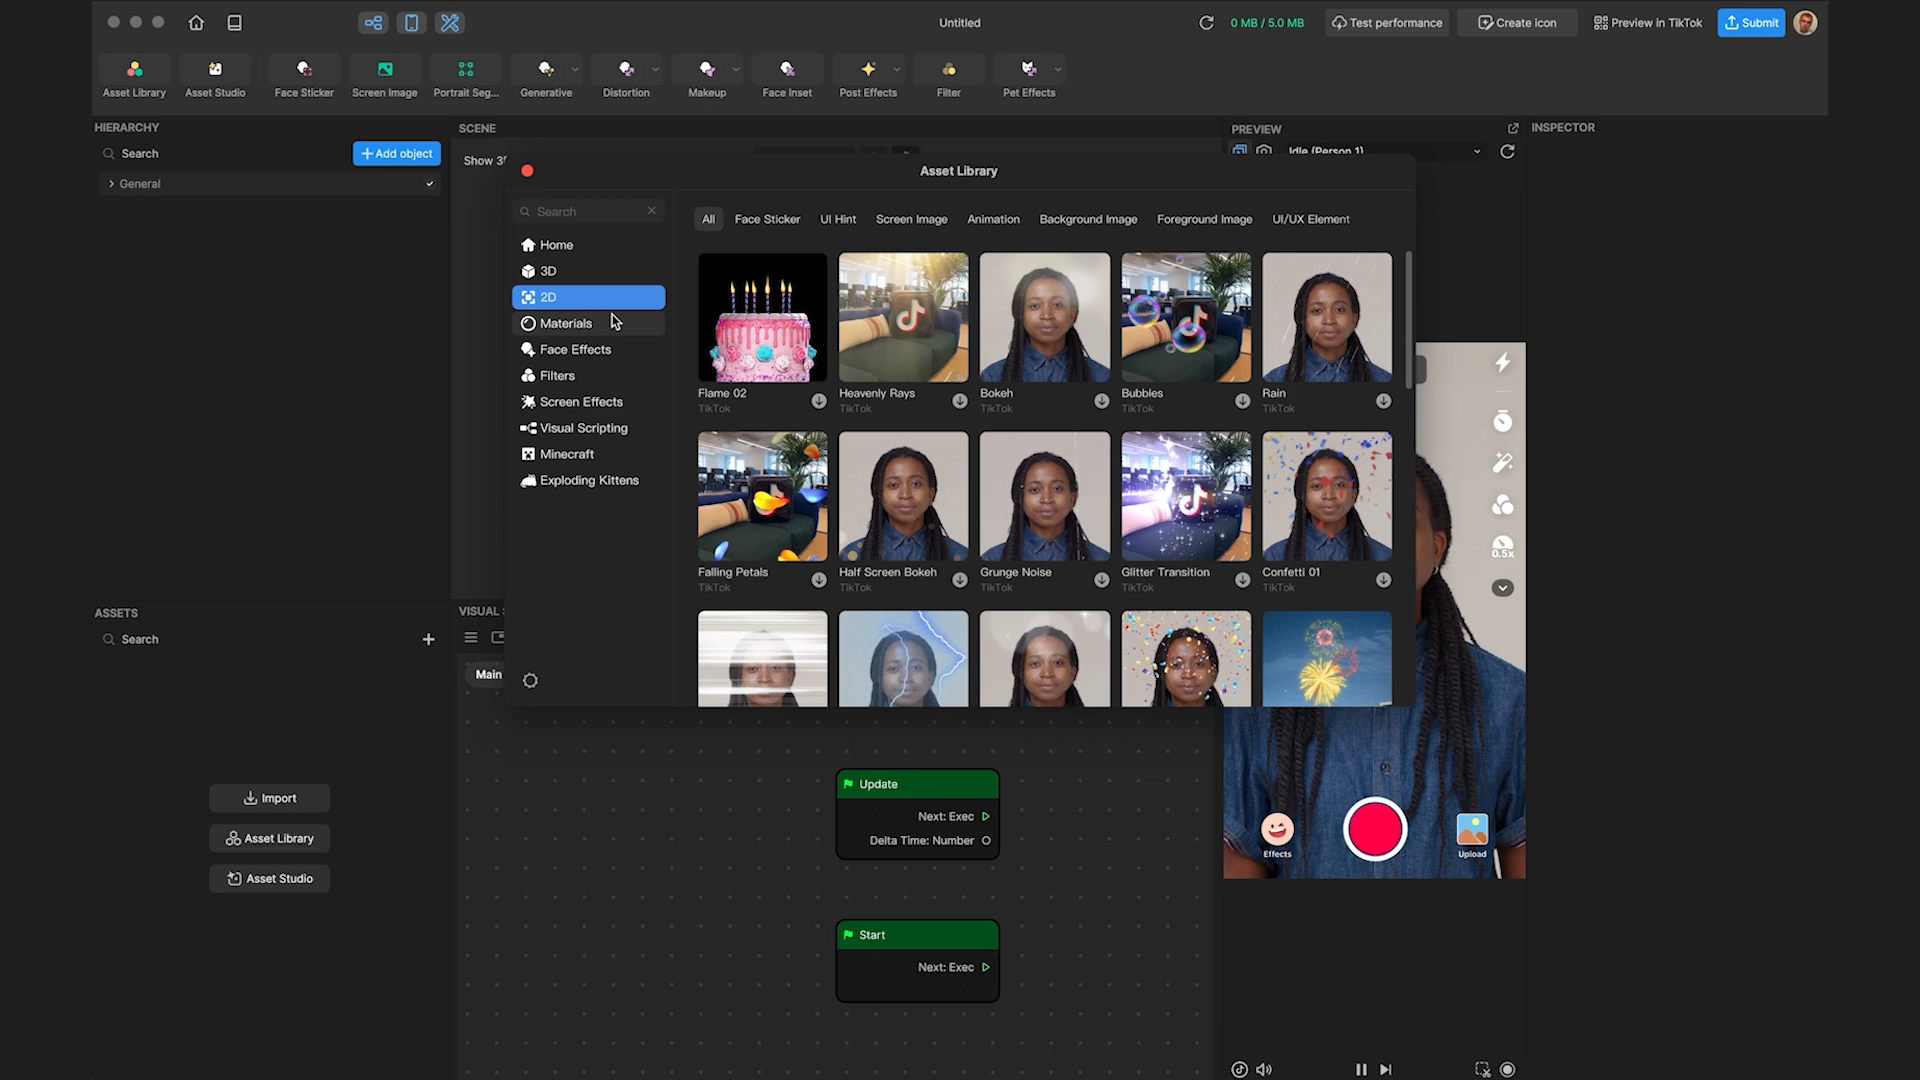 Untitled
0 MB / 5.0 MB
Test performance
Create icon
Preview in TikTok
Submit
Asset Library
Asset Studio
Face Sticker
Screen Image
Portrait Seg...
Generative
Distortion
Makeup
Face Inset
Post Effects
Filter
Pet Effects
HIERARCHY
Search
Add object
General
SCENE
PREVIEW
Idle (Person 1)
INSPECTOR
Asset Library
Search
Home
3D
2D
Materials
Face Effects
Filters
Screen Effects
Visual Scripting
Minecraft
Exploding Kittens
All
Face Sticker
UI Hint
Screen Image
Animation
Background Image
Foreground Image
UI/UX Element
Flame 02
TikTok
Heavenly Rays
TikTok
Bokeh
TikTok
Bubbles
TikTok
Rain
TikTok
Falling Petals
TikTok
Half Screen Bokeh
TikTok
Grunge Noise
TikTok
Glitter Transition
TikTok
Confetti 01
TikTok
0.5x
ASSETS
Search
Import
Asset Library
Asset Studio
VISUAL
Main
Update
Next: Exec
Delta Time: Number
Start
Next: Exec
Effects
Upload